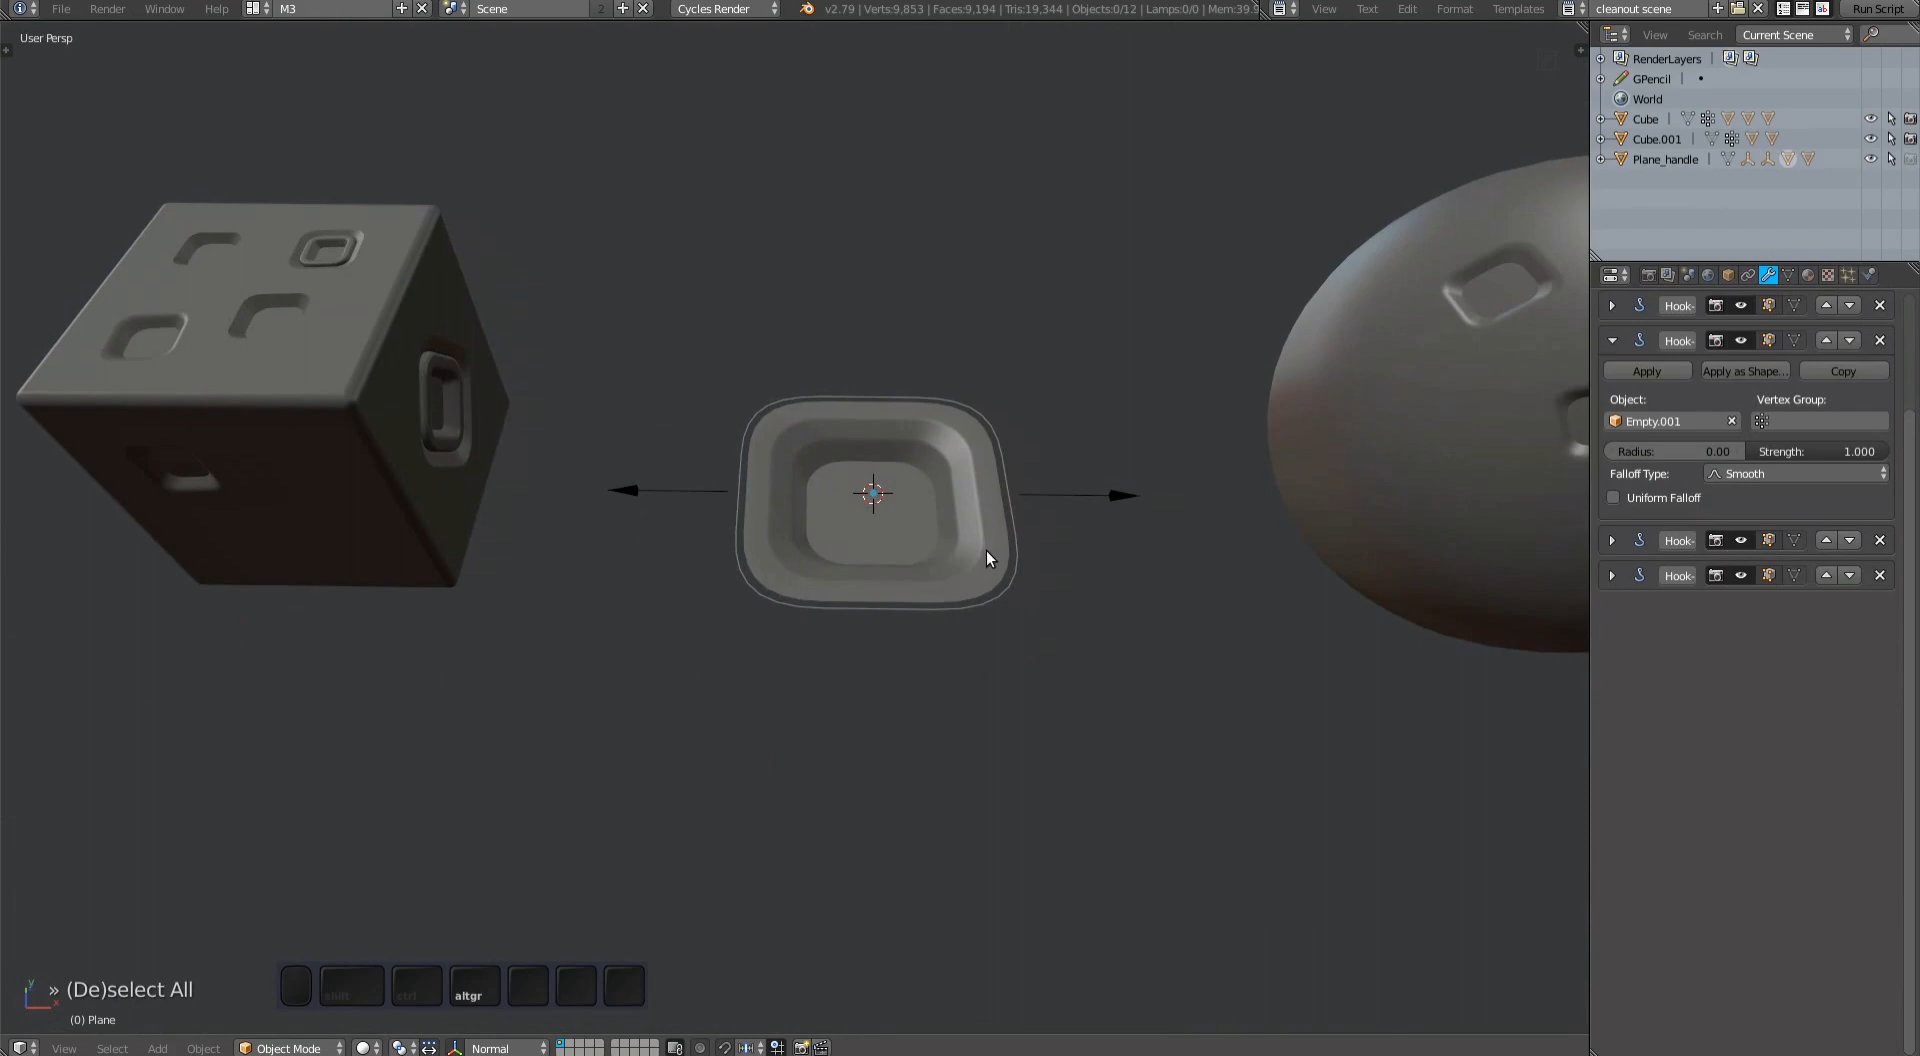 File Render Window Help M3 Scene 2 Cycles Render v2.79 | Verts:9,853 | Faces:9,194 | Tris:19,344 | Objects:0/12 | Lamps:0/0 | Mem:39.9 View Text Edit Format Templates cleanout scene Run Script
User Persp
View Search Current Scene
RenderLayers
GPencil
World
Cube
Cube.001
Plane_handle
Hook-
Hook-
Apply Apply as Shape... Copy
Object: Vertex Group:
Empty.001
Radius: 0.00 Strength: 1.000
Falloff Type: Smooth
Uniform Falloff
Hook-
Hook-
» (De)select All
shift ctrl altgr
y
x
(0) Plane
View Select Add Object Object Mode Normal